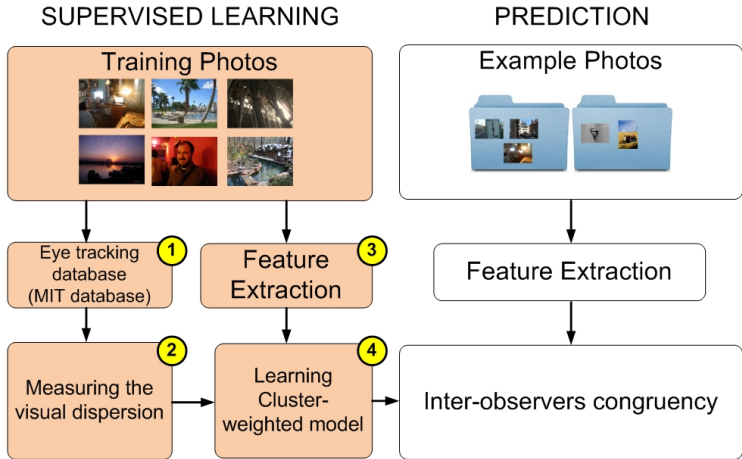 SUPERVISED LEARNING
PREDICTION
Training Photos
Example Photos
Eye tracking
database
(MIT database)
1
Feature
Extraction
3
Feature Extraction
Measuring the
visual dispersion
2
Learning
Cluster-
weighted model
4
Inter-observers congruency